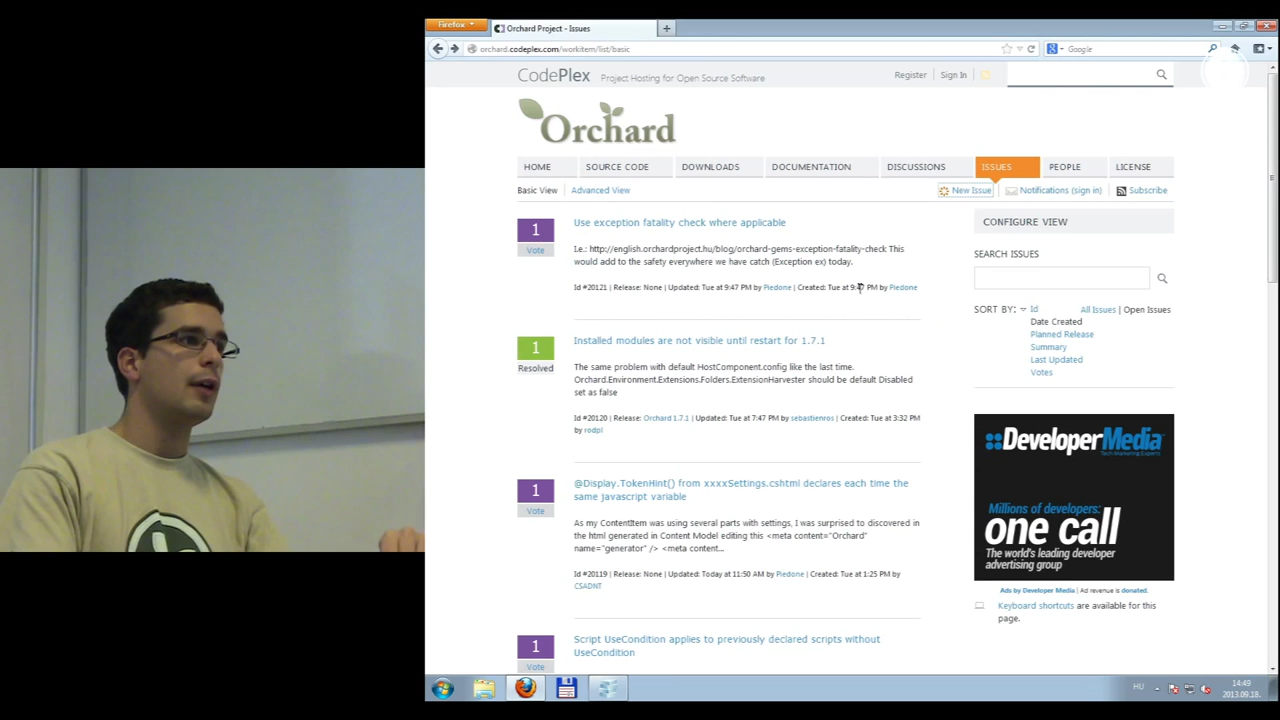 Firefox
Orchard Project - Issues
orchard.codeplex.com/workitem/list/basic
Google
CodePlex Project Hosting for Open Source Software
Register | Sign In
Orchard
HOME SOURCE CODE DOWNLOADS DOCUMENTATION DISCUSSIONS ISSUES PEOPLE LICENSE
Basic View Advanced View
New Issue | Notifications (sign in) | Subscribe
1
Vote
Use exception fatality check where applicable
I.e.: http://english.orchardproject.hu/blog/orchard-gems-exception-fatality-check This
would add to the safety everywhere we have catch (Exception ex) today.
Id #20121 | Release: None | Updated: Tue at 9:47 PM by Piedone | Created: Tue at 9:47 PM by Piedone
1
Resolved
Installed modules are not visible until restart for 1.7.1
The same problem with default HostComponent.config like the last time.
Orchard.Environment.Extensions.Folders.ExtensionHarvester should be default Disabled
set as false
Id #20120 | Release: Orchard 1.7.1 | Updated: Tue at 7:47 PM by sebastienros | Created: Tue at 3:32 PM
by rodpl
1
Vote
@Display.TokenHint() from xxxxSettings.cshtml declares each time the
same javascript variable
As my ContentItem was using several parts with settings, I was surprised to discovered in
the html generated in Content Model editing this <meta content="Orchard"
name="generator" /> <meta content...
Id #20119 | Release: None | Updated: Today at 11:50 AM by Piedone | Created: Tue at 1:25 PM by
CSADNT
1
Vote
Script UseCondition applies to previously declared scripts without
UseCondition
CONFIGURE VIEW
SEARCH ISSUES
SORT BY: Id All Issues | Open Issues
Date Created
Planned Release
Summary
Last Updated
Votes
DeveloperMedia
Tech Marketing Experts
Millions of developers:
one call
The world's leading developer
advertising group
Ads by Developer Media | Ad revenue is donated.
Keyboard shortcuts are available for this
page.
HU
14:49
2013.09.18.